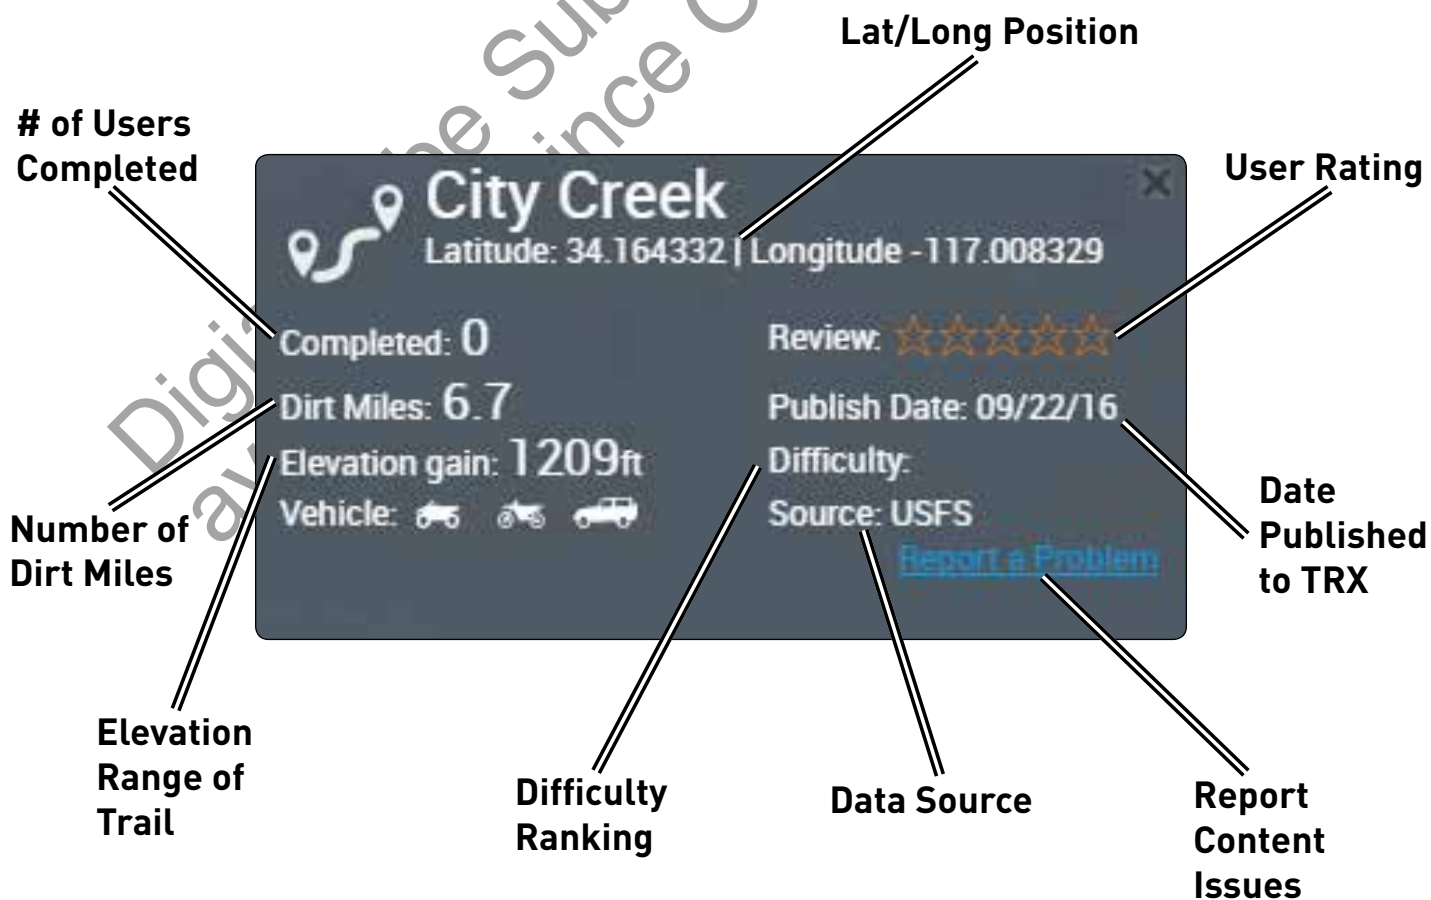 Lat/Long Position
# of Users
Completed
User Rating
City Creek
Latitude: 34.164332 | Longitude -117.008329
Completed: 0
Review:
Dirt Miles: 6.7
Publish Date: 09/22/16
Elevation gain: 1209ft
Difficulty:
Vehicle:
Source: USFS
Report a Problem
Number of
Dirt Miles
Date
Published
to TRX
Elevation
Range of
Trail
Difficulty
Ranking
Data Source
Report
Content
Issues